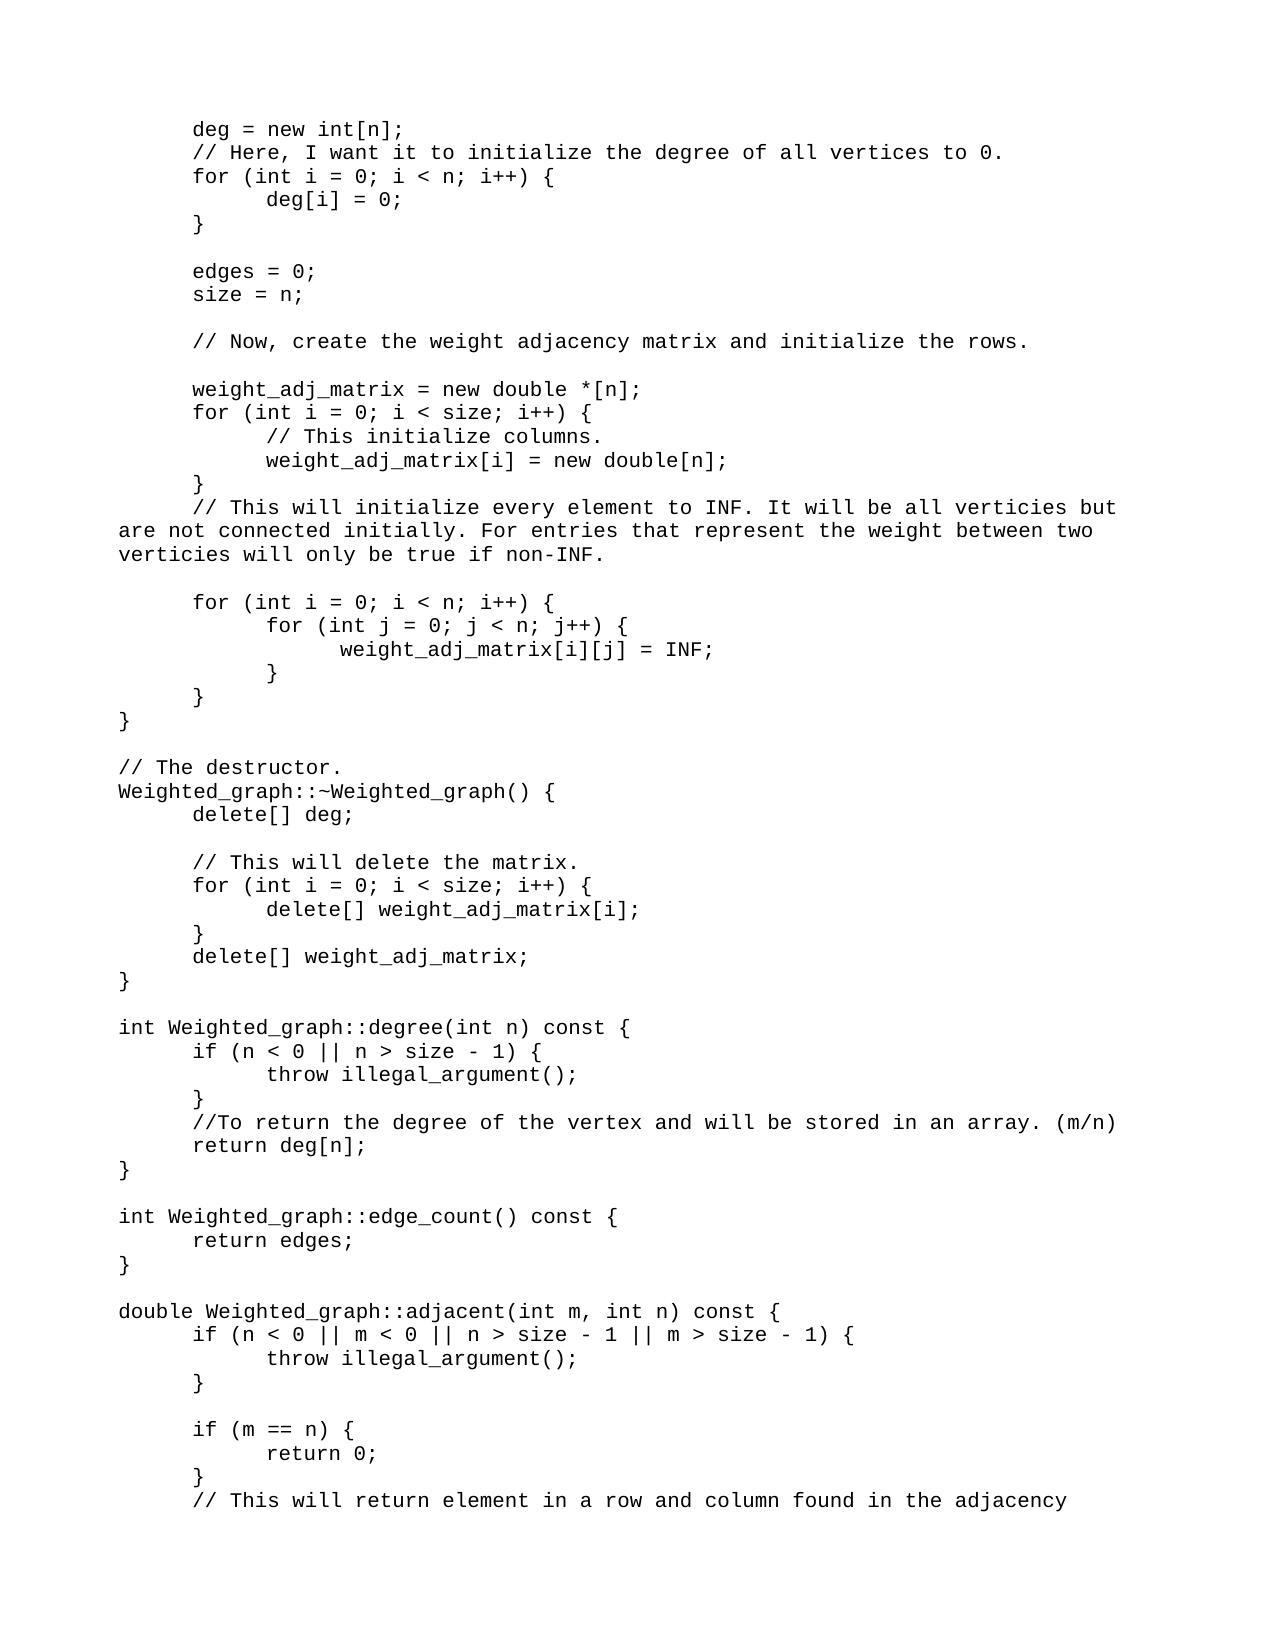 deg = new int[n];
// Here, I want it to initialize the degree of all vertices to 0.
for (int i = 0; i < n; i++) {
deg[i] = 0;
}
edges = 0;
size = n;
// Now, create the weight adjacency matrix and initialize the rows.
weight_adj_matrix = new double *[n];
for (int i = 0; i < size; i++) {
// This initialize columns.
weight_adj_matrix[i] = new double[n];
}
// This will initialize every element to INF. It will be all verticies but
are not connected initially. For entries that represent the weight between two
verticies will only be true if non-INF.
for (int i = 0; i < n; i++) {
for (int j = 0; j < n; j++) {
weight_adj_matrix[i][j] = INF;
}
}
}
// The destructor.
Weighted_graph::~Weighted_graph() {
delete[] deg;
// This will delete the matrix.
for (int i = 0; i < size; i++) {
delete[] weight_adj_matrix[i];
}
delete[] weight_adj_matrix;
}
int Weighted_graph::degree(int n) const {
if (n < 0 || n > size - 1) {
throw illegal_argument();
}
//To return the degree of the vertex and will be stored in an array. (m/n)
return deg[n];
}
int Weighted_graph::edge_count() const {
return edges;
}
double Weighted_graph::adjacent(int m, int n) const {
if (n < 0 || m < 0 || n > size - 1 || m > size - 1) {
throw illegal_argument();
}
if (m == n) {
return 0;
}
// This will return element in a row and column found in the adjacency